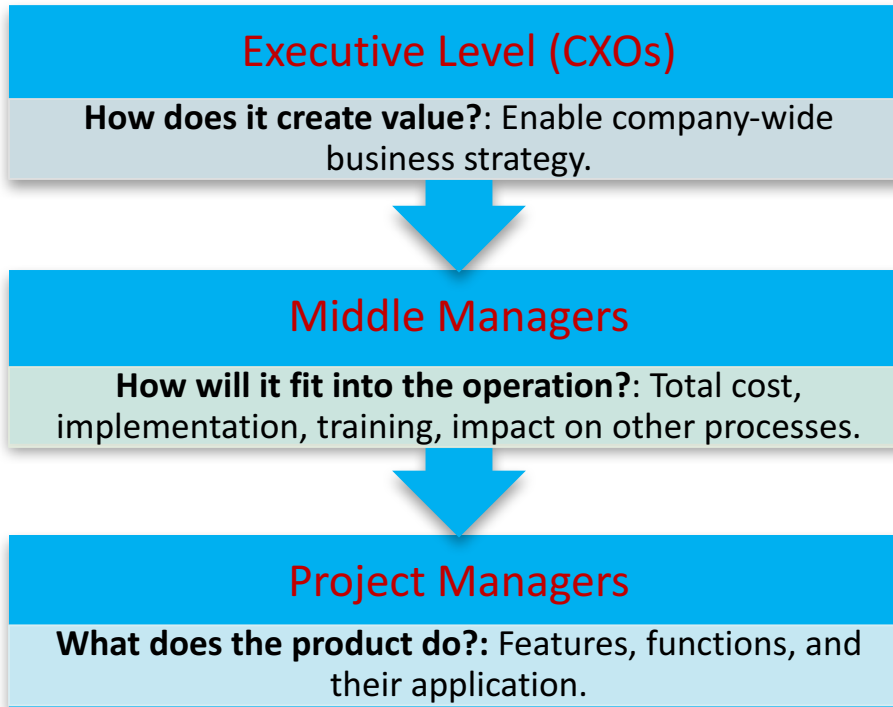 Executive Level (CXOs)
How does it create value?: Enable company-wide
business strategy.
Middle Managers
How will it fit into the operation?: Total cost,
implementation, training, impact on other processes.
Project Managers
What does the product do?: Features, functions, and
their application.